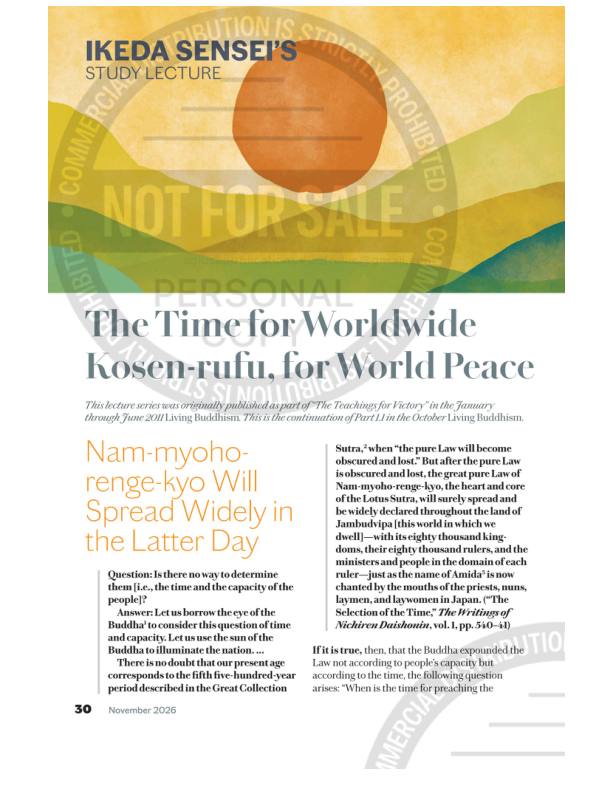 IKEDA SENSEI'S
STUDY LECTURE
COMMERCIAL DISTRIBUTION IS STRICTLY PROHIBITED
NOT FOR SALE
PERSONAL
COPY
The Time for Worldwide
Kosen-rufu, for World Peace
This lecture series was originally published as part of "The Teachings for Victory" in the January
through June 2011 Living Buddhism. This is the continuation of Part 1.1 in the October Living Buddhism.
Nam-myoho-
renge-kyo Will
Spread Widely in
the Latter Day
Question: Is there no way to determine
them [i.e., the time and the capacity of the
people]?
Answer: Let us borrow the eye of the
Buddha¹ to consider this question of time
and capacity. Let us use the sun of the
Buddha to illuminate the nation. ...
There is no doubt that our present age
corresponds to the fifth five-hundred-year
period described in the Great Collection
Sutra,² when "the pure Law will become
obscured and lost." But after the pure Law
is obscured and lost, the great pure Law of
Nam-myoho-renge-kyo, the heart and core
of the Lotus Sutra, will surely spread and
be widely declared throughout the land of
Jambudvipa [this world in which we
dwell]—with its eighty thousand king-
doms, their eighty thousand rulers, and the
ministers and people in the domain of each
ruler—just as the name of Amida³ is now
chanted by the mouths of the priests, nuns,
laymen, and laywomen in Japan. ("The
Selection of the Time," The Writings of
Nichiren Daishonin, vol. 1, pp. 540–41)
If it is true, then, that the Buddha expounded the
Law not according to people's capacity but
according to the time, the following question
arises: "When is the time for preaching the
30 November 2026